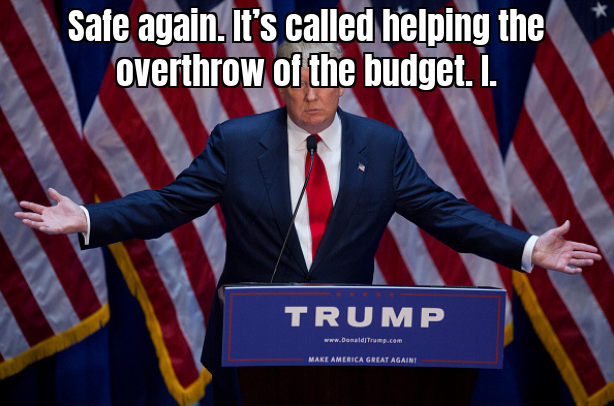 Safe again. It’s called helping the
overthrow of the budget. I.
TRUMP
www.DonaldJTrump.com
MAKE AMERICA GREAT AGAIN!